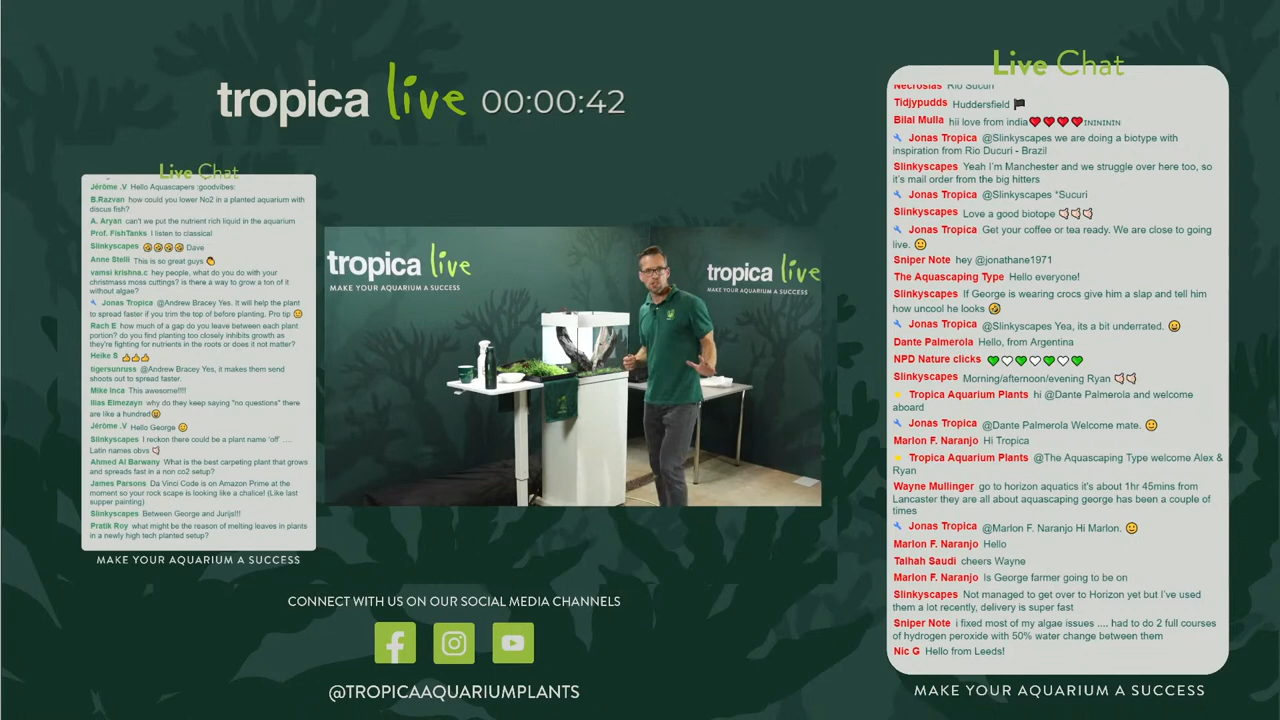 tropica live 00:00:42
Live Chat
Jérôme .V Hello Aquascapers :goodvibes:
B.Razvan how could you lower No2 in a planted aquarium with
discus fish?
A. Aryan can't we put the nutrient rich liquid in the aquarium
Prof. FishTanks I listen to classical
Slinkyscapes 🤣🤣🤣🤣 Dave
Anne Stelli This is so great guys 👏
vamsi krishna.c hey people, what do you do with your
christmass moss cuttings? is there a way to grow a ton of it
without algae?
Jonas Tropica @Andrew Bracey Yes. It will help the plant
to spread faster if you trim the top of before planting. Pro tip 🙂
Rach E how much of a gap do you leave between each plant
portion? do you find planting too closely inhibits growth as
they're fighting for nutrients in the roots or does it not matter?
Heike S 👍👍👍
tigersunruss @Andrew Bracey Yes, it makes them send
shoots out to spread faster.
Mike Inca This awesome!!!!
Ilias Elmezayn why do they keep saying "no questions" there
are like a hundred😀
Jérôme .V Hello George 🙂
Slinkyscapes I reckon there could be a plant name 'off' ....
Latin names obvs
Ahmed Al Barwany What is the best carpeting plant that grows
and spreads fast in a non co2 setup?
James Parsons Da Vinci Code is on Amazon Prime at the
moment so your rock scape is looking like a chalice! (Like last
supper painting)
Slinkyscapes Between George and Jurijs!!!
Pratik Roy what might be the reason of melting leaves in plants
in a newly high tech planted setup?
MAKE YOUR AQUARIUM A SUCCESS
tropica live
MAKE YOUR AQUARIUM A SUCCESS
tropica live
MAKE YOUR AQUARIUM A SUCCESS
CONNECT WITH US ON OUR SOCIAL MEDIA CHANNELS
@TROPICAAQUARIUMPLANTS
Live Chat
Necrosias Rio Sucuri
Tidjypudds Huddersfield 🏴
Bilal Mulla hii love from india❤❤❤❤ɪɴɪɴɪɴɪɴ
Jonas Tropica @Slinkyscapes we are doing a biotype with
inspiration from Rio Ducuri - Brazil
Slinkyscapes Yeah I'm Manchester and we struggle over here too, so
it's mail order from the big hitters
Jonas Tropica @Slinkyscapes *Sucuri
Slinkyscapes Love a good biotope
Jonas Tropica Get your coffee or tea ready. We are close to going
live. 🙂
Sniper Note hey @jonathane1971
The Aquascaping Type Hello everyone!
Slinkyscapes If George is wearing crocs give him a slap and tell him
how uncool he looks 🤣
Jonas Tropica @Slinkyscapes Yea, its a bit underrated. 😀
Dante Palmerola Hello, from Argentina
NPD Nature clicks 💚🤍💚🤍💚🤍💚
Slinkyscapes Morning/afternoon/evening Ryan
Tropica Aquarium Plants hi @Dante Palmerola and welcome
aboard
Jonas Tropica @Dante Palmerola Welcome mate. 🙂
Marlon F. Naranjo Hi Tropica
Tropica Aquarium Plants @The Aquascaping Type welcome Alex &
Ryan
Wayne Mullinger go to horizon aquatics it's about 1hr 45mins from
Lancaster they are all about aquascaping george has been a couple of
times
Jonas Tropica @Marlon F. Naranjo Hi Marlon. 🙂
Marlon F. Naranjo Hello
Talhah Saudi cheers Wayne
Marlon F. Naranjo Is George farmer going to be on
Slinkyscapes Not managed to get over to Horizon yet but I've used
them a lot recently, delivery is super fast
Sniper Note i fixed most of my algae issues .... had to do 2 full courses
of hydrogen peroxide with 50% water change between them
Nic G Hello from Leeds!
MAKE YOUR AQUARIUM A SUCCESS